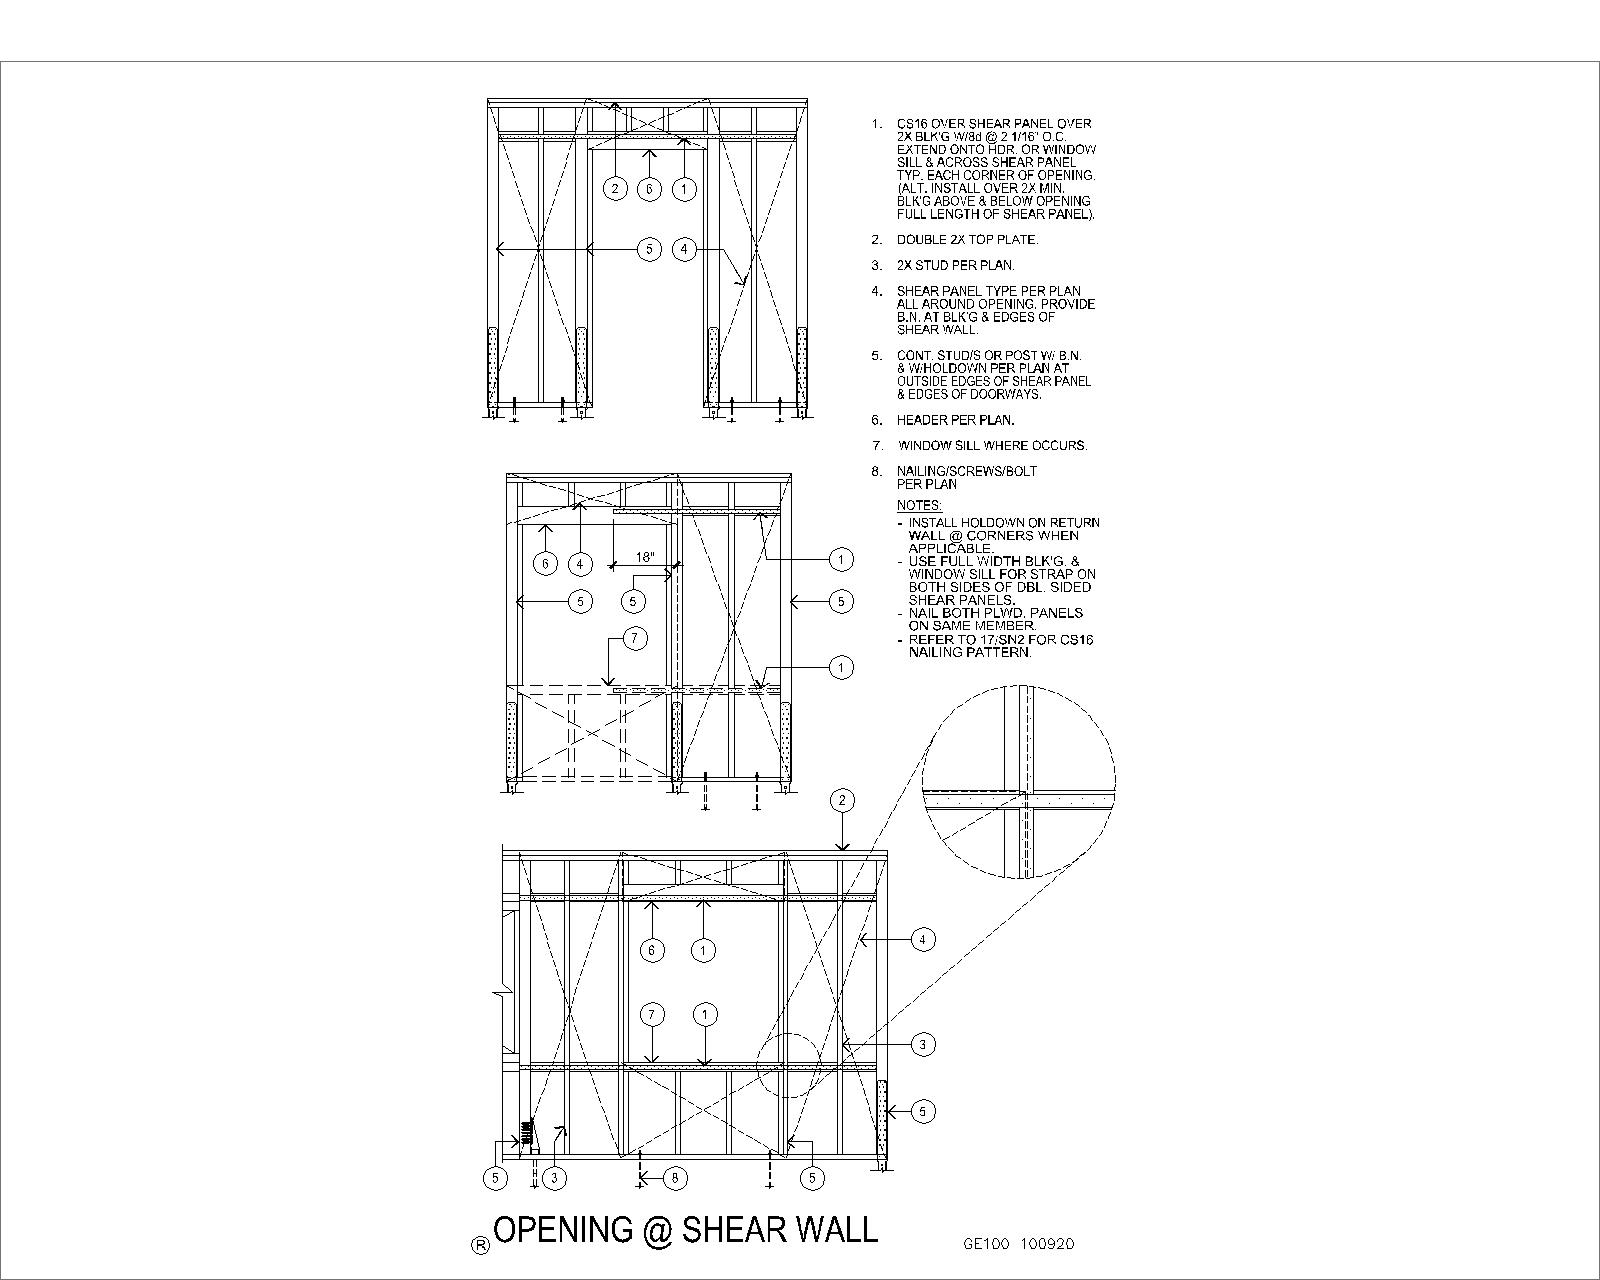 1. CS16 OVER SHEAR PANEL OVER
2X BLK'G W/8d @ 2 1/16" O.C.
EXTEND ONTO HDR. OR WINDOW
SILL & ACROSS SHEAR PANEL
TYP. EACH CORNER OF OPENING.
(ALT. INSTALL OVER 2X MIN.
BLK'G ABOVE & BELOW OPENING
FULL LENGTH OF SHEAR PANEL).
2. DOUBLE 2X TOP PLATE.
3. 2X STUD PER PLAN.
4. SHEAR PANEL TYPE PER PLAN
ALL AROUND OPENING. PROVIDE
B.N. AT BLK'G & EDGES OF
SHEAR WALL.
5. CONT. STUD/S OR POST W/ B.N.
& W/HOLDOWN PER PLAN AT
OUTSIDE EDGES OF SHEAR PANEL
& EDGES OF DOORWAYS.
6. HEADER PER PLAN.
7. WINDOW SILL WHERE OCCURS.
8. NAILING/SCREWS/BOLT
PER PLAN
NOTES:
- INSTALL HOLDOWN ON RETURN
WALL @ CORNERS WHEN
APPLICABLE.
- USE FULL WIDTH BLK'G. &
WINDOW SILL FOR STRAP ON
BOTH SIDES OF DBL. SIDED
SHEAR PANELS.
- NAIL BOTH PLWD. PANELS
ON SAME MEMBER.
- REFER TO 17/SN2 FOR CS16
NAILING PATTERN.
2 6 1
5 4
18"
6 4 1
5 5 5
7
1
2
6 1 4
7 1
3
5
5 3 8 5
® OPENING @ SHEAR WALL
GE100 100920